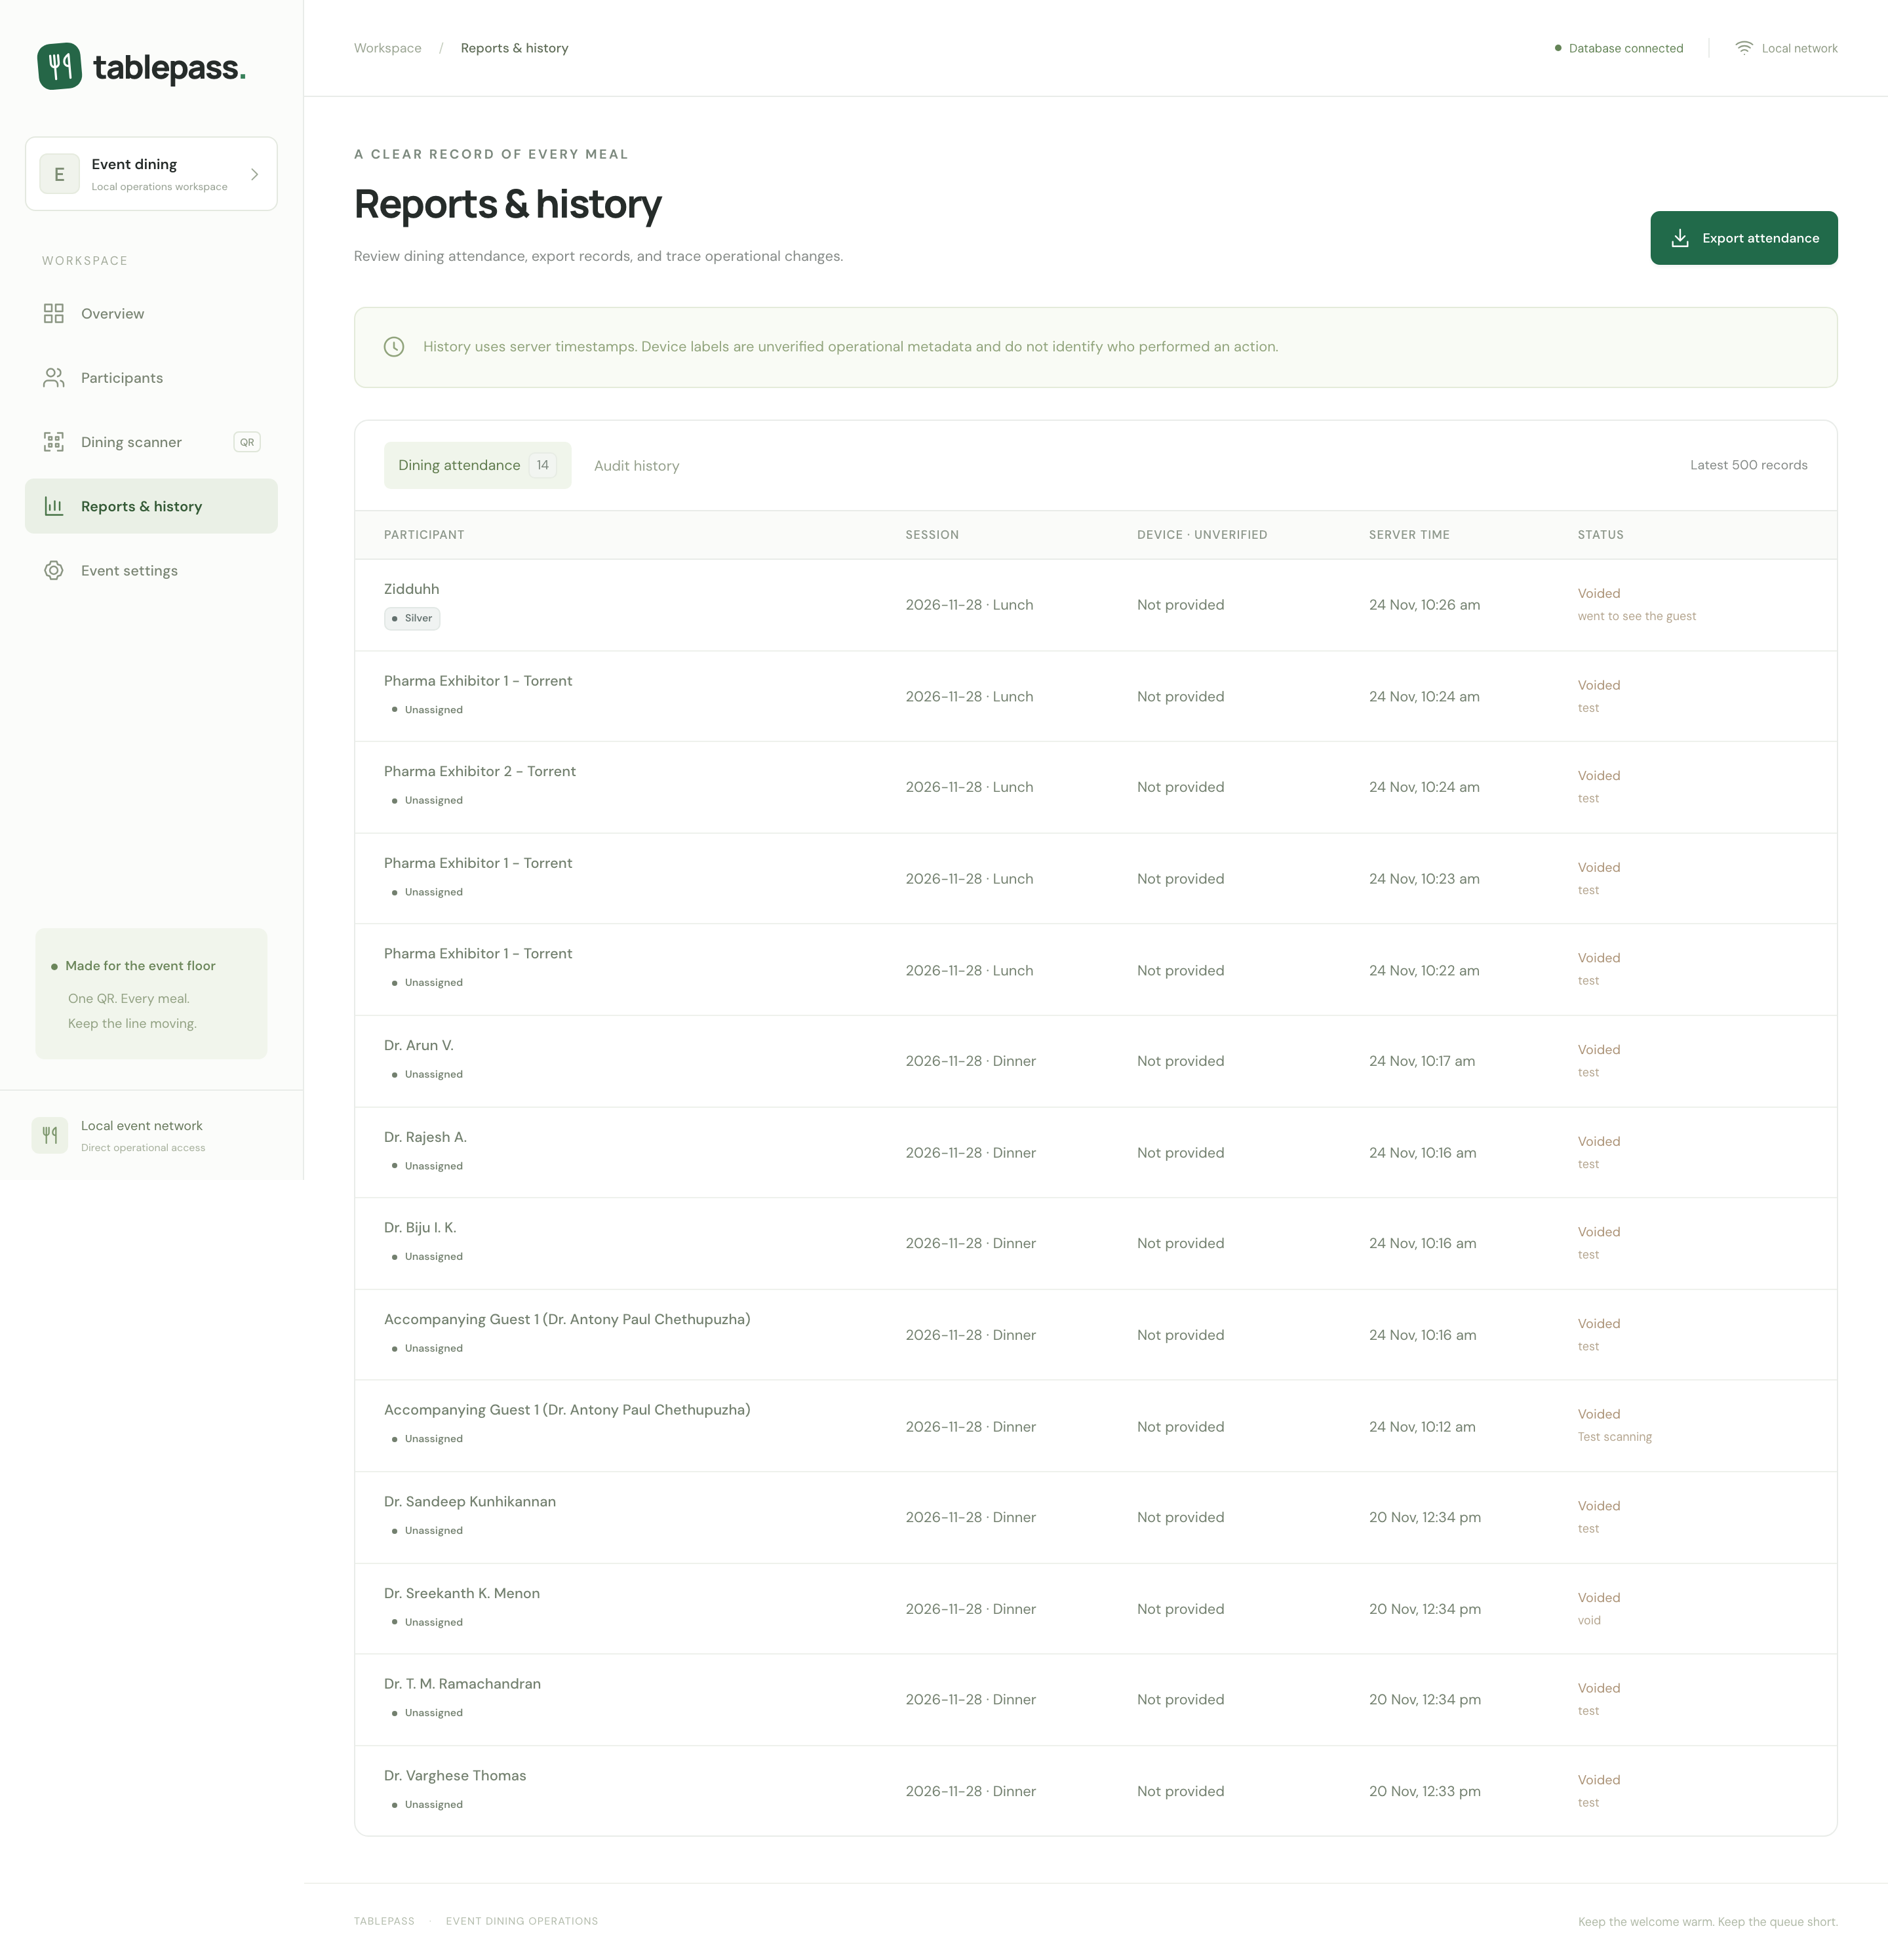 tablepass.
E
Event dining
Local operations workspace
WORKSPACE
Overview
Participants
Dining scanner QR
Reports & history
Event settings
Made for the event floor
One QR. Every meal.
Keep the line moving.
Local event network
Direct operational access
Workspace / Reports & history
Database connected
Local network
A CLEAR RECORD OF EVERY MEAL
Reports & history
Review dining attendance, export records, and trace operational changes.
Export attendance
History uses server timestamps. Device labels are unverified operational metadata and do not identify who performed an action.
Dining attendance 14 Audit history Latest 500 records
PARTICIPANT SESSION DEVICE · UNVERIFIED SERVER TIME STATUS
Zidduhh
Silver
2026-11-28 · Lunch Not provided 24 Nov, 10:26 am
Voided
went to see the guest
Pharma Exhibitor 1 - Torrent
Unassigned
2026-11-28 · Lunch Not provided 24 Nov, 10:24 am
Voided
test
Pharma Exhibitor 2 - Torrent
Unassigned
2026-11-28 · Lunch Not provided 24 Nov, 10:24 am
Voided
test
Pharma Exhibitor 1 - Torrent
Unassigned
2026-11-28 · Lunch Not provided 24 Nov, 10:23 am
Voided
test
Pharma Exhibitor 1 - Torrent
Unassigned
2026-11-28 · Lunch Not provided 24 Nov, 10:22 am
Voided
test
Dr. Arun V.
Unassigned
2026-11-28 · Dinner Not provided 24 Nov, 10:17 am
Voided
test
Dr. Rajesh A.
Unassigned
2026-11-28 · Dinner Not provided 24 Nov, 10:16 am
Voided
test
Dr. Biju I. K.
Unassigned
2026-11-28 · Dinner Not provided 24 Nov, 10:16 am
Voided
test
Accompanying Guest 1 (Dr. Antony Paul Chethupuzha)
Unassigned
2026-11-28 · Dinner Not provided 24 Nov, 10:16 am
Voided
test
Accompanying Guest 1 (Dr. Antony Paul Chethupuzha)
Unassigned
2026-11-28 · Dinner Not provided 24 Nov, 10:12 am
Voided
Test scanning
Dr. Sandeep Kunhikannan
Unassigned
2026-11-28 · Dinner Not provided 20 Nov, 12:34 pm
Voided
test
Dr. Sreekanth K. Menon
Unassigned
2026-11-28 · Dinner Not provided 20 Nov, 12:34 pm
Voided
void
Dr. T. M. Ramachandran
Unassigned
2026-11-28 · Dinner Not provided 20 Nov, 12:34 pm
Voided
test
Dr. Varghese Thomas
Unassigned
2026-11-28 · Dinner Not provided 20 Nov, 12:33 pm
Voided
test
TABLEPASS · EVENT DINING OPERATIONS
Keep the welcome warm. Keep the queue short.